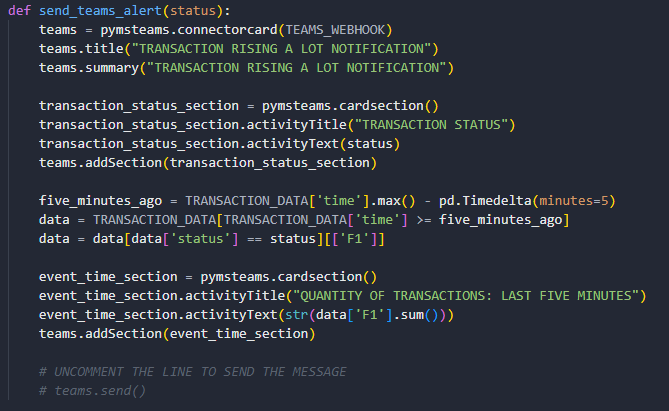 def send_teams_alert(status):
    teams = pymsteams.connectorcard(TEAMS_WEBHOOK)
    teams.title("TRANSACTION RISING A LOT NOTIFICATION")
    teams.summary("TRANSACTION RISING A LOT NOTIFICATION")

    transaction_status_section = pymsteams.cardsection()
    transaction_status_section.activityTitle("TRANSACTION STATUS")
    transaction_status_section.activityText(status)
    teams.addSection(transaction_status_section)

    five_minutes_ago = TRANSACTION_DATA['time'].max() - pd.Timedelta(minutes=5)
    data = TRANSACTION_DATA[TRANSACTION_DATA['time'] >= five_minutes_ago]
    data = data[data['status'] == status][['F1']]

    event_time_section = pymsteams.cardsection()
    event_time_section.activityTitle("QUANTITY OF TRANSACTIONS: LAST FIVE MINUTES")
    event_time_section.activityText(str(data['F1'].sum()))
    teams.addSection(event_time_section)

    # UNCOMMENT THE LINE TO SEND THE MESSAGE
    # teams.send()